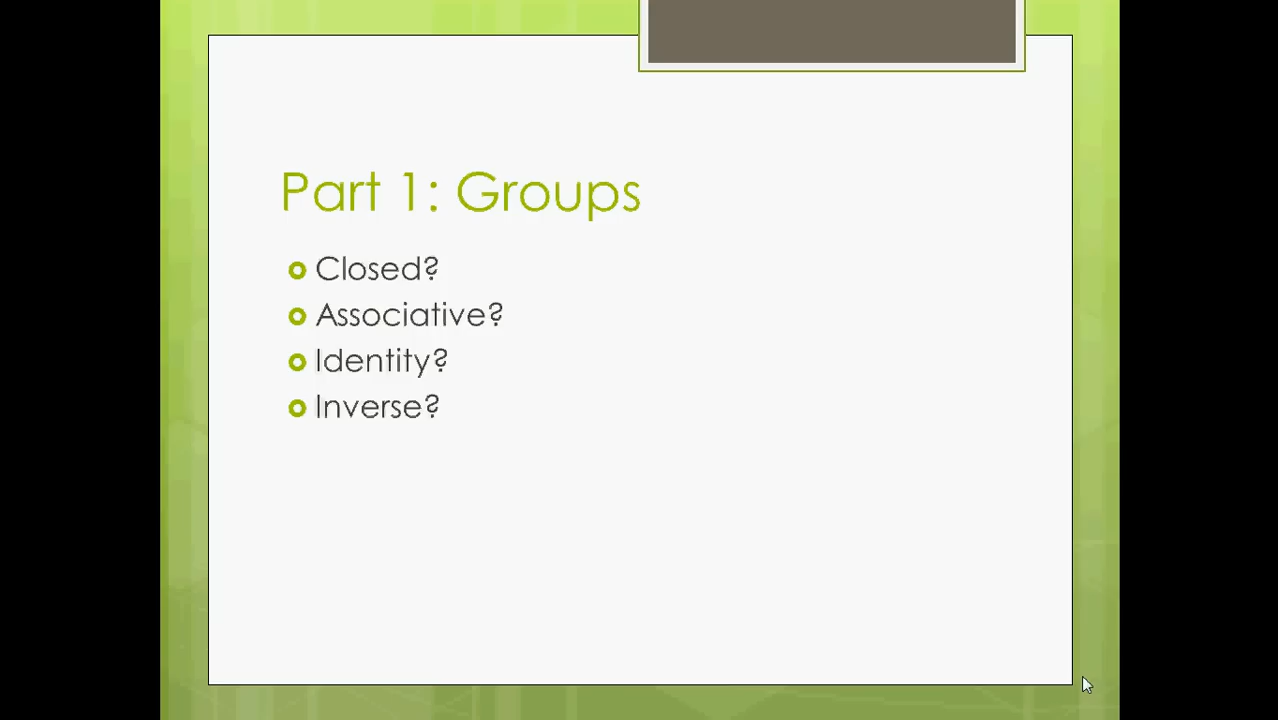 Part 1: Groups
Closed?
Associative?
Identity?
Inverse?